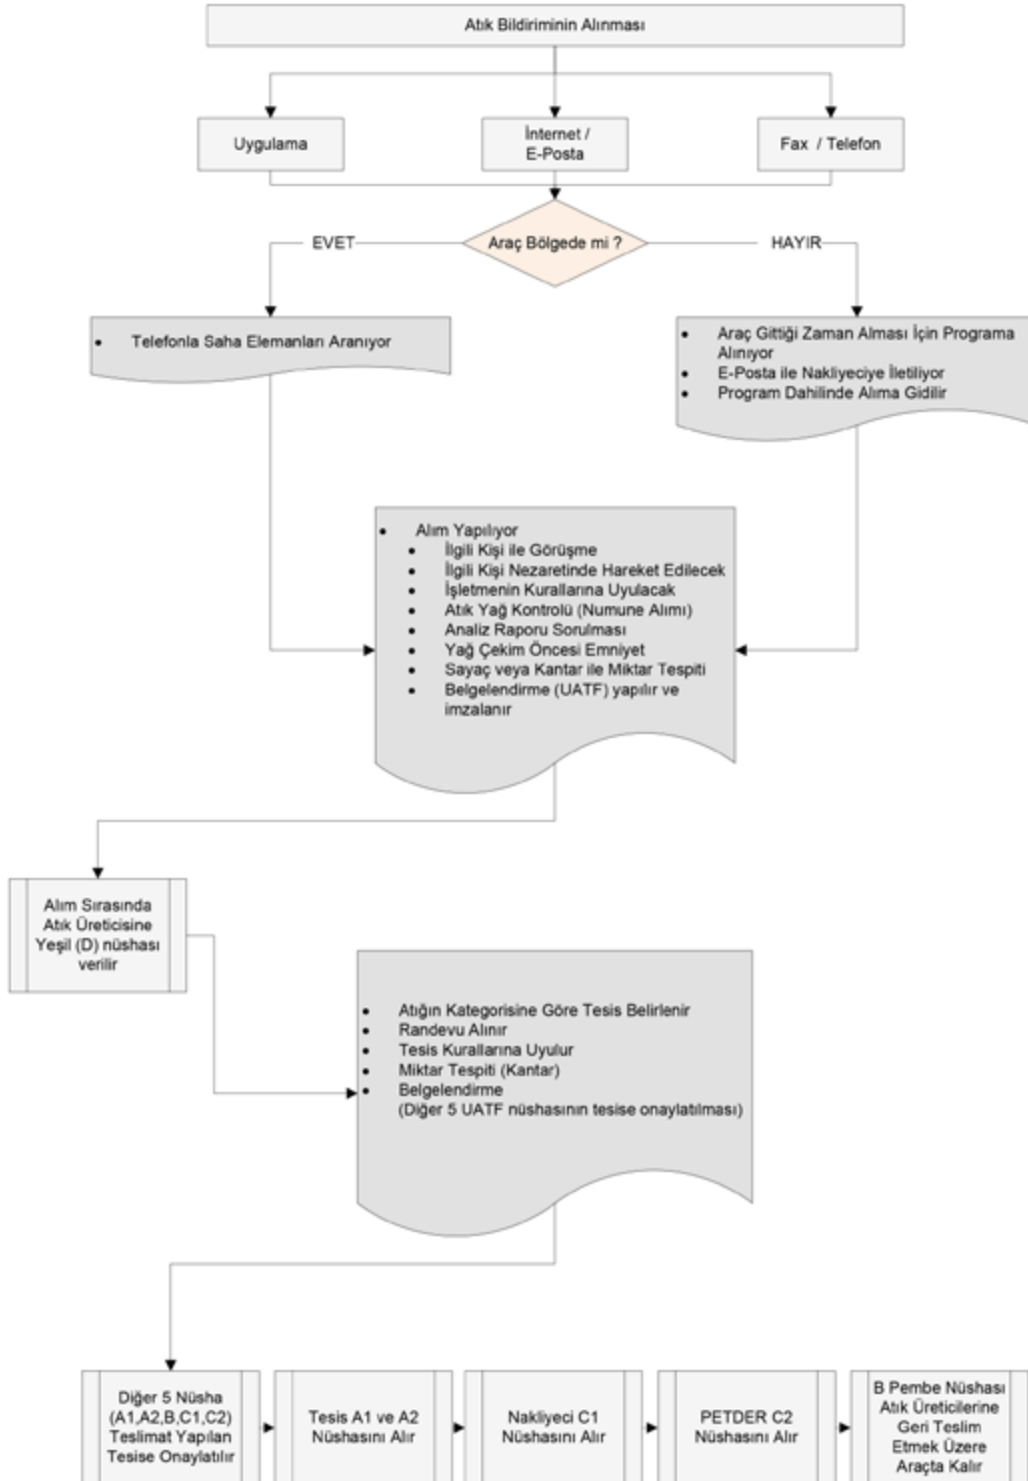 Atık Bildiriminin Alınması
Uygulama
İnternet /
E-Posta
Fax / Telefon
Araç Bölgede mi ?
EVET
HAYIR
• Telefonla Saha Elemanları Aranıyor
• Araç Gittiği Zaman Alması İçin Programa
Alınıyor
• E-Posta ile Nakliyeciye İletiliyor
• Program Dahilinde Alıma Gidilir
• Alım Yapılıyor
• İlgili Kişi ile Görüşme
• İlgili Kişi Nezaretinde Hareket Edilecek
• İşletmenin Kurallarına Uyulacak
• Atık Yağ Kontrolü (Numune Alımı)
• Analiz Raporu Sorulması
• Yağ Çekim Öncesi Emniyet
• Sayaç veya Kantar ile Miktar Tespiti
• Belgelendirme (UATF) yapılır ve
imzalanır
Alım Sırasında
Atık Üreticisine
Yeşil (D) nüshası
verilir
• Atığın Kategorisine Göre Tesis Belirlenir
• Randevu Alınır
• Tesis Kurallarına Uyulur
• Miktar Tespiti (Kantar)
• Belgelendirme
(Diğer 5 UATF nüshasının tesise onaylatılması)
Diğer 5 Nüsha
(A1,A2,B,C1,C2)
Teslimat Yapılan
Tesise Onaylatılır
Tesis A1 ve A2
Nüshasını Alır
Nakliyeci C1
Nüshasını Alır
PETDER C2
Nüshasını Alır
B Pembe Nüshası
Atık Üreticilerine
Geri Teslim
Etmek Üzere
Araçta Kalır